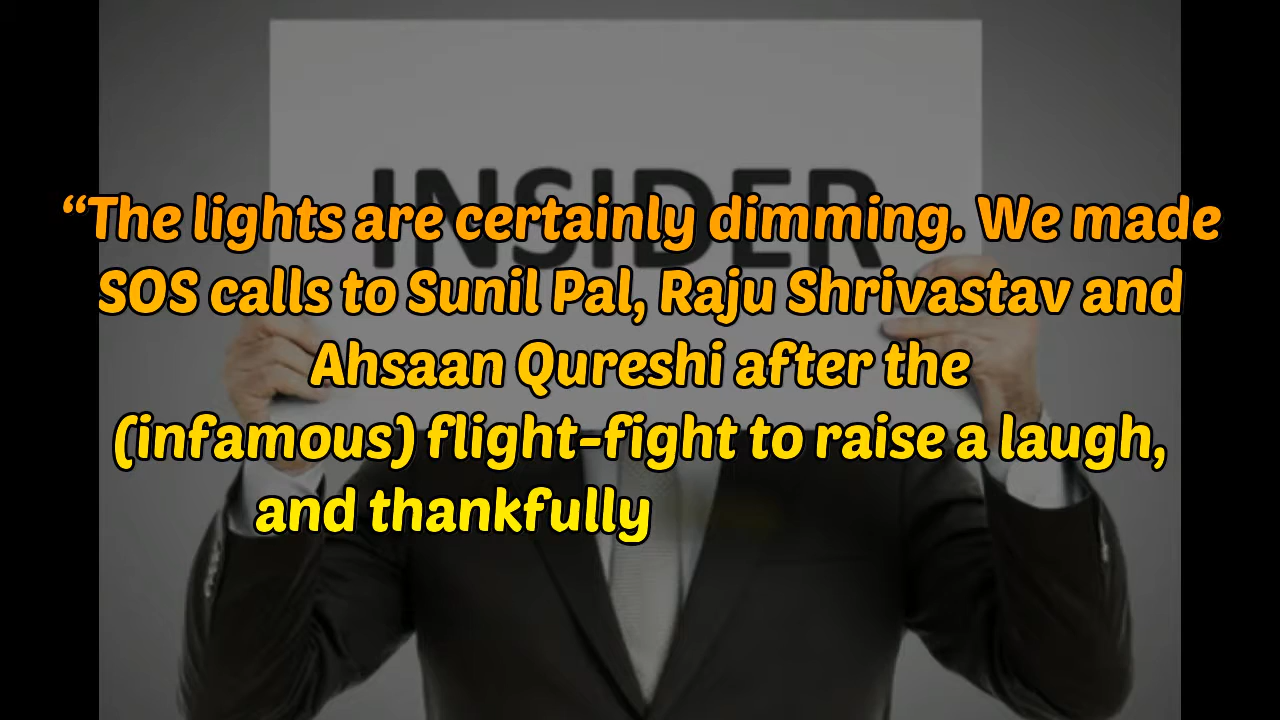 INSIDER
“The lights are certainly dimming. We made
SOS calls to Sunil Pal, Raju Shrivastav and
Ahsaan Qureshi after the
(infamous) flight-fight to raise a laugh,
and thankfully